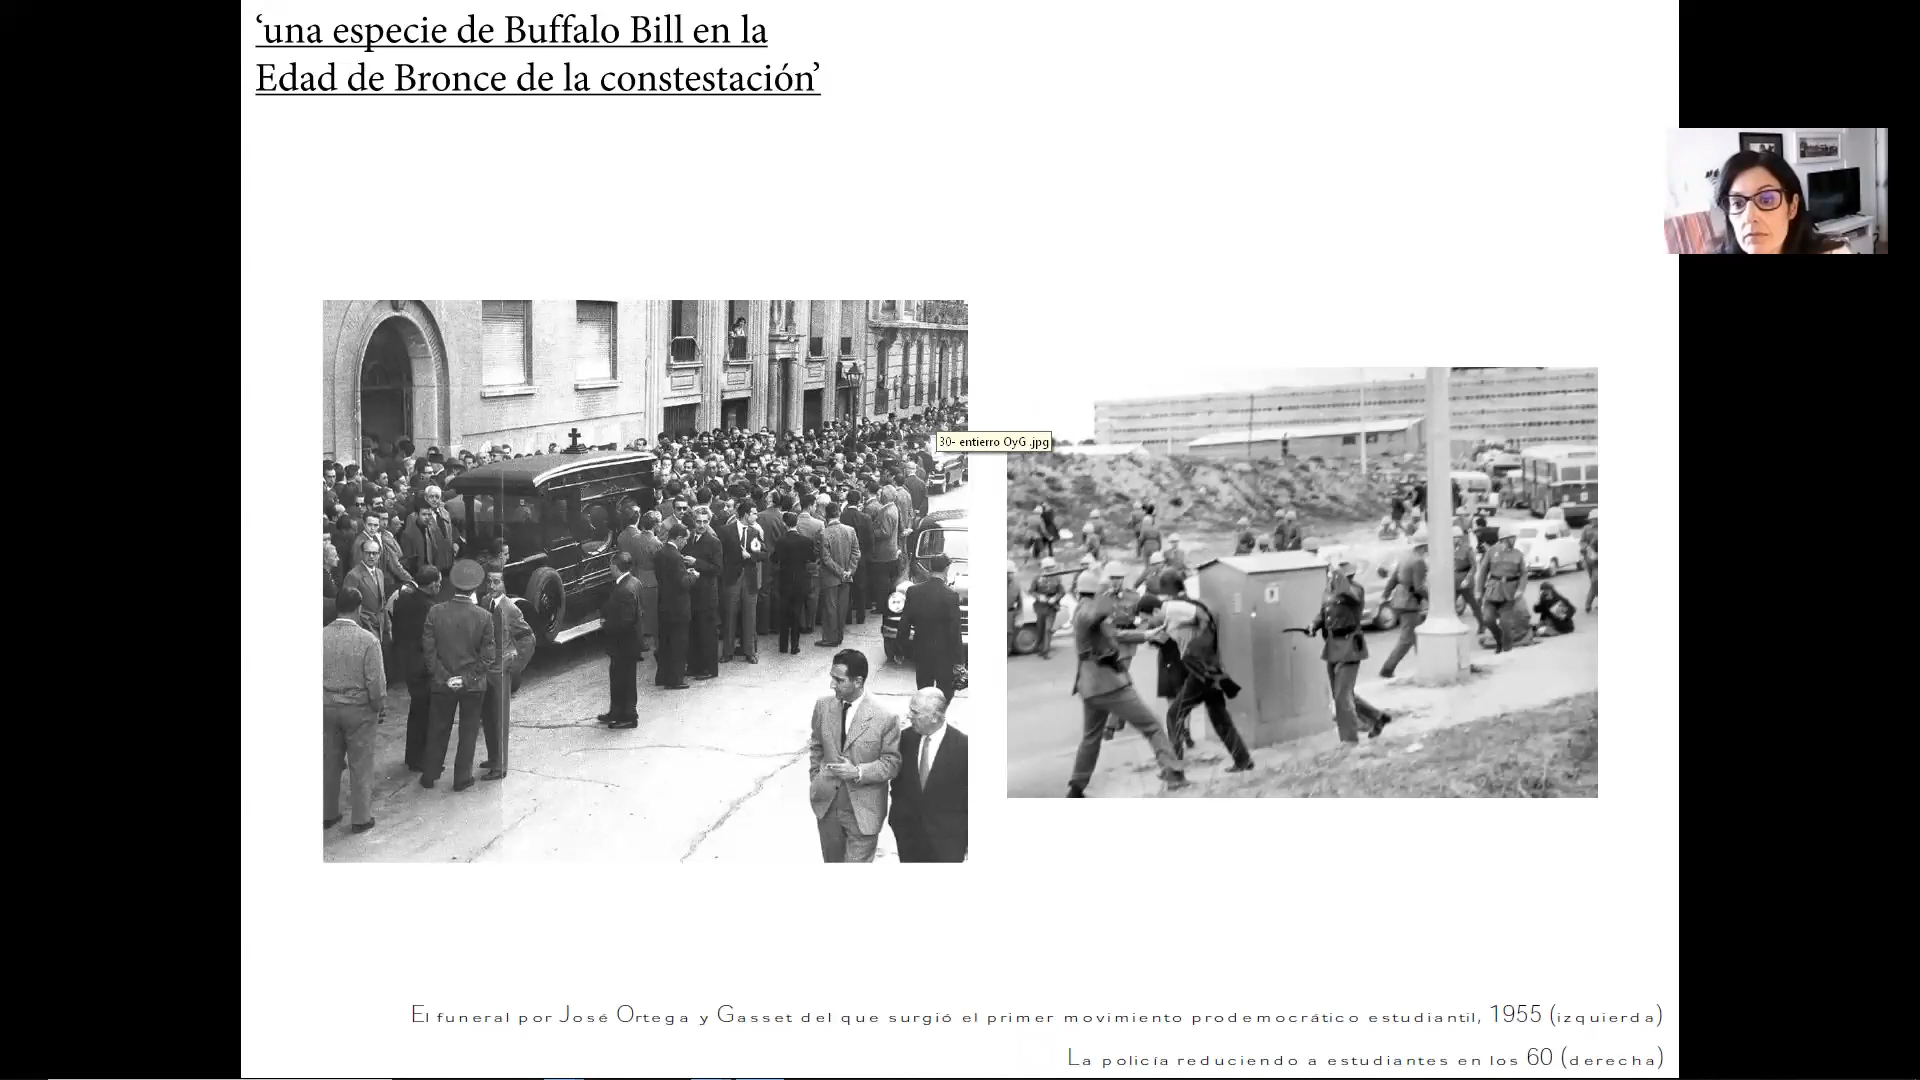 ‘una especie de Buffalo Bill en la
Edad de Bronce de la constestación’
30- entierro OyG .jpg
El funeral por José Ortega y Gasset del que surgió el primer movimiento prodemocrático estudiantil, 1955 (izquierda)
La policía reduciendo a estudiantes en los 60 (derecha)